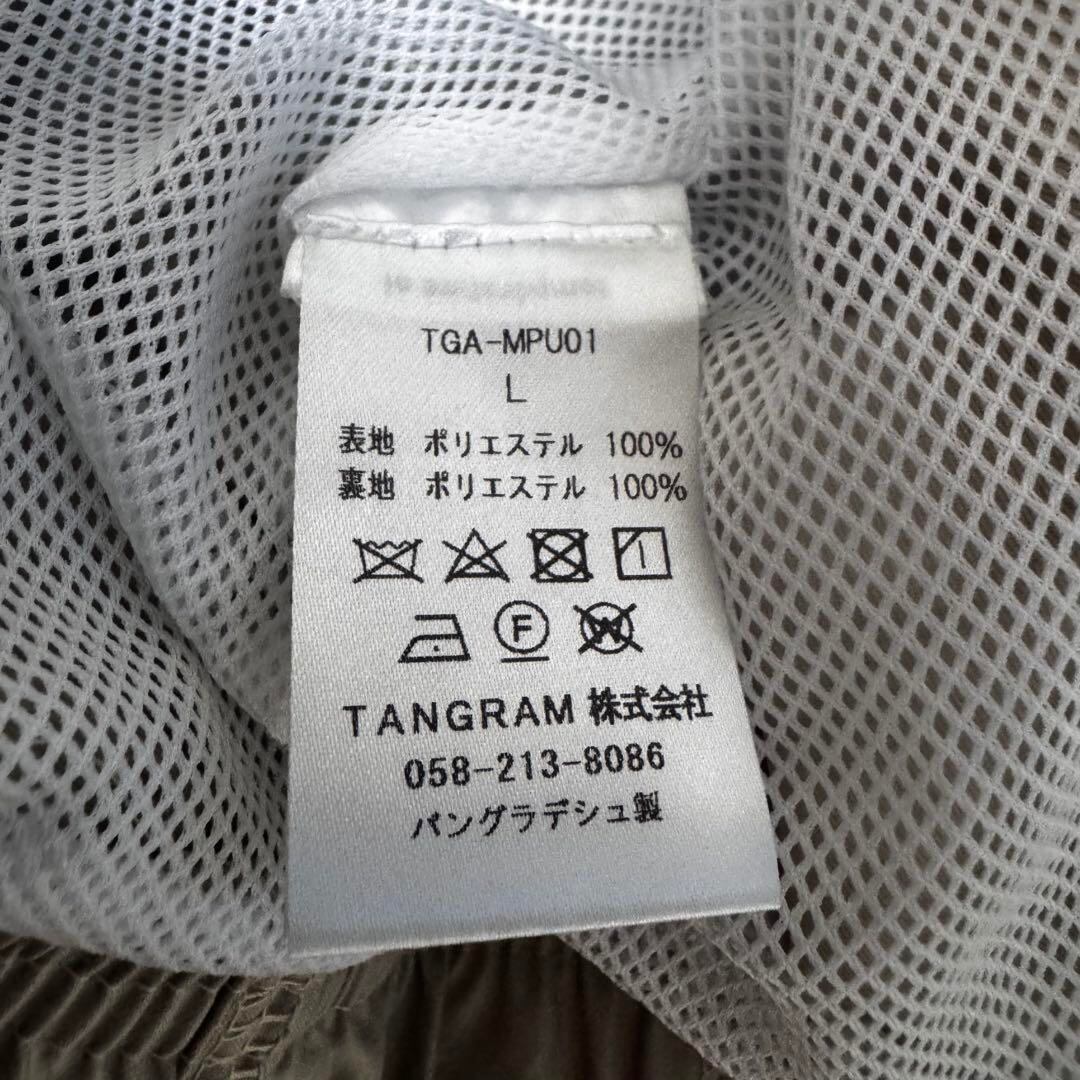 TGA-MPU01
L
表地 ポリエステル 100%
裏地 ポリエステル 100%
F
W
TANGRAM 株式会社
058-213-8086
バングラデシュ製